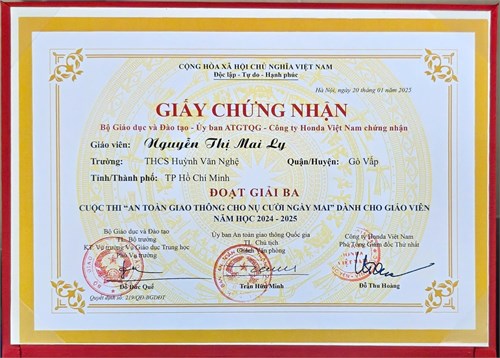 CỘNG HÒA XÃ HỘI CHỦ NGHĨA VIỆT NAM
Độc lập - Tự do - Hạnh phúc
Hà Nội, ngày 20 tháng 01 năm 2025
GIẤY CHỨNG NHẬN
Bộ Giáo dục và Đào tạo - Ủy ban ATGTQG - Công ty Honda Việt Nam chứng nhận
Giáo viên: Nguyễn Thị Mai Ly
Trường: THCS Huỳnh Văn Nghệ Quận/Huyện: Gò Vấp
Tỉnh/Thành phố: TP Hồ Chí Minh
ĐOẠT GIẢI BA
CUỘC THI “AN TOÀN GIAO THÔNG CHO NỤ CƯỜI NGÀY MAI” DÀNH CHO GIÁO VIÊN
NĂM HỌC 2024 - 2025
Bộ Giáo dục và Đào tạo
TL. Bộ trưởng
KT. Vụ trưởng Vụ Giáo dục Trung học
Phó Vụ trưởng
Đỗ Đức Quế
Ủy ban An toàn giao thông Quốc gia
TL. Chủ tịch
Chánh Văn phòng
Trần Hữu Minh
Công ty Honda Việt Nam
Phó Tổng Giám đốc Thứ nhất
Đỗ Thu Hoàng
Quyết định số: 219/QĐ-BGDĐT